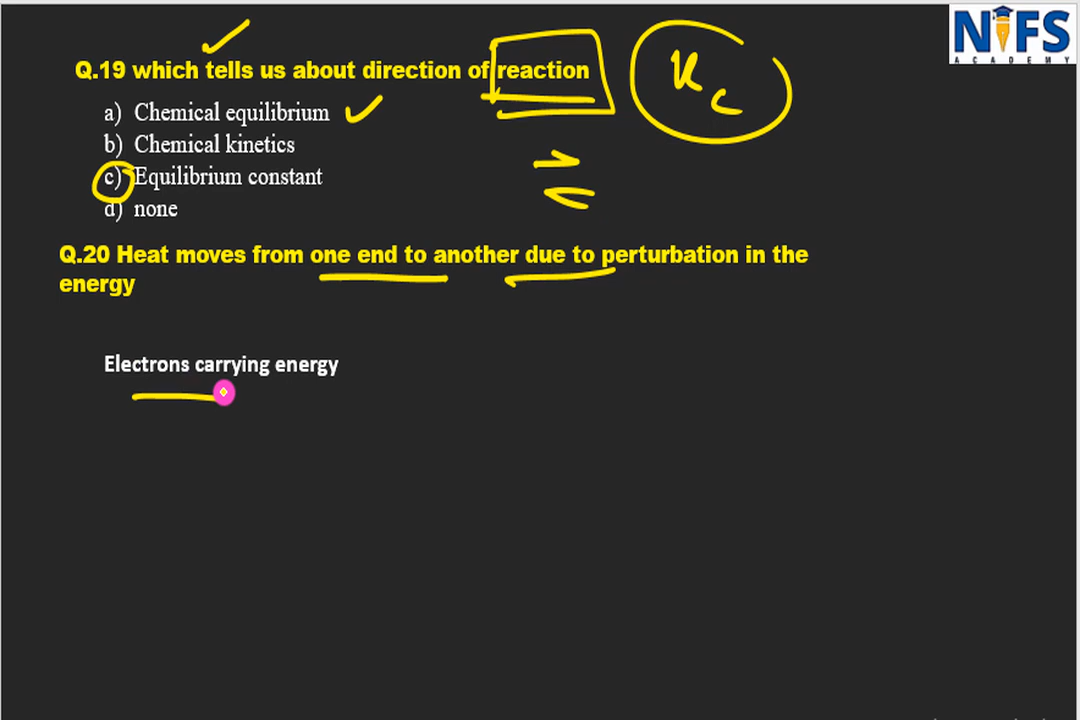 NIFS
ACADEMY
Q.19 which tells us about direction of reaction
Kc
a) Chemical equilibrium
b) Chemical kinetics
c) Equilibrium constant
d) none
Q.20 Heat moves from one end to another due to perturbation in the
energy
Electrons carrying energy